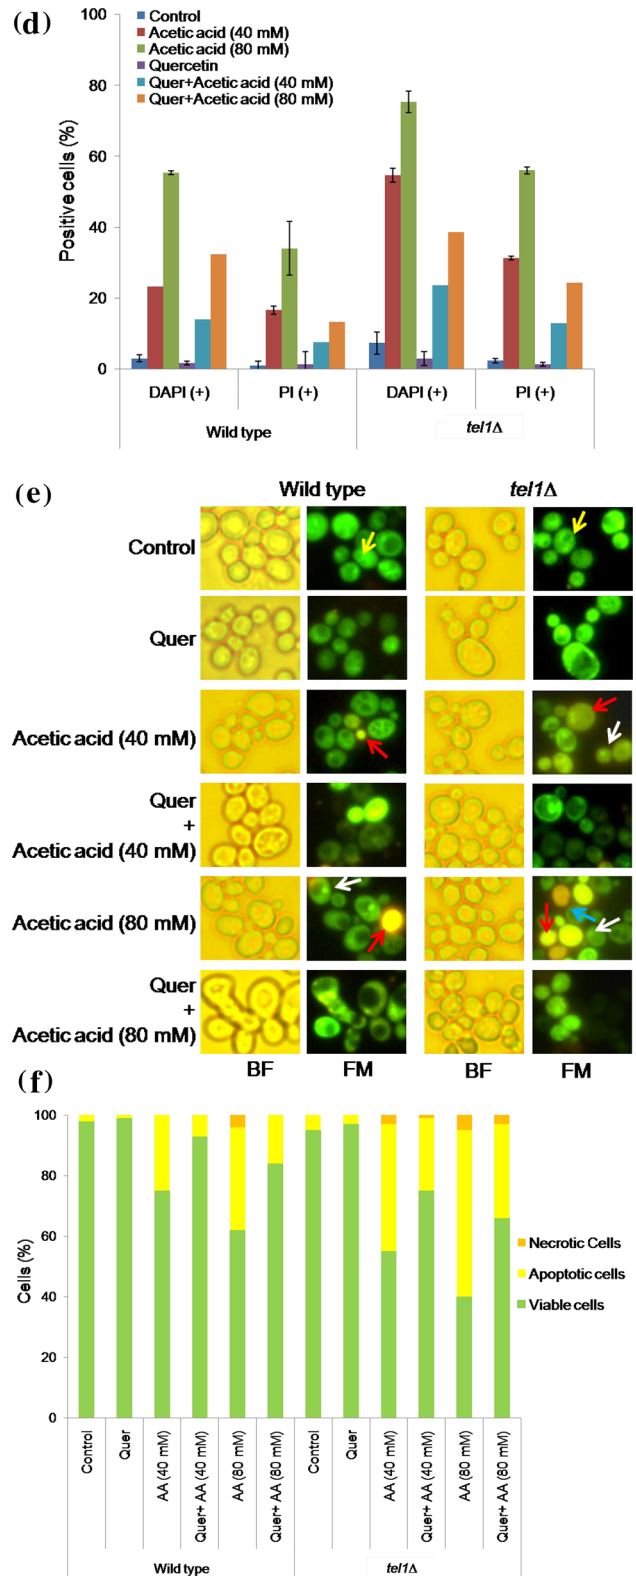 (d)
100
80
60
40
20
0
Positive cells (%)
Control
Acetic acid (40 mM)
Acetic acid (80 mM)
Quercetin
Quer+Acetic acid (40 mM)
Quer+Acetic acid (80 mM)
DAPI (+)
PI (+)
DAPI (+)
PI (+)
Wild type
tel1Δ
(e)
Wild type
tel1Δ
Control
Quer
Acetic acid (40 mM)
Quer
+
Acetic acid (40 mM)
Acetic acid (80 mM)
Quer
+
Acetic acid (80 mM)
BF
FM
BF
FM
(f)
100
80
60
40
20
0
Cells (%)
Necrotic Cells
Apoptotic cells
Viable cells
Control
Quer
AA (40 mM)
Quer+ AA (40 mM)
AA (80 mM)
Quer+ AA (80 mM)
Control
Quer
AA (40 mM)
Quer+ AA (40 mM)
AA (80 mM)
Quer+ AA (80 mM)
Wild type
tel1Δ